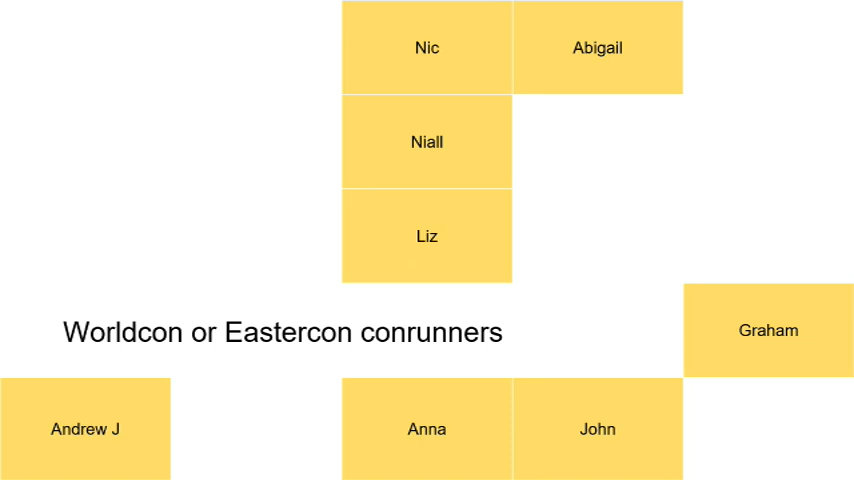 Nic
Abigail
Niall
Liz
Worldcon or Eastercon conrunners
Graham
Andrew J
Anna
John